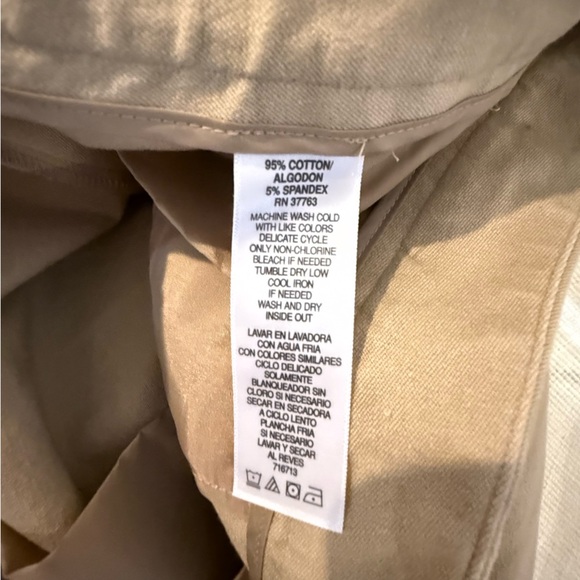 95% COTTON/
ALGODON
5% SPANDEX
RN 37763
MACHINE WASH COLD
WITH LIKE COLORS
DELICATE CYCLE
ONLY NON-CHLORINE
BLEACH IF NEEDED
TUMBLE DRY LOW
COOL IRON
IF NEEDED
WASH AND DRY
INSIDE OUT
LAVAR EN LAVADORA
CON AGUA FRIA
CON COLORES SIMILARES
CICLO DELICADO
SOLAMENTE
BLANQUEADOR SIN
CLORO SI NECESARIO
SECAR EN SECADORA
A CICLO LENTO
PLANCHA FRIA
SI NECESARIO
LAVAR Y SECAR
AL REVES
716713